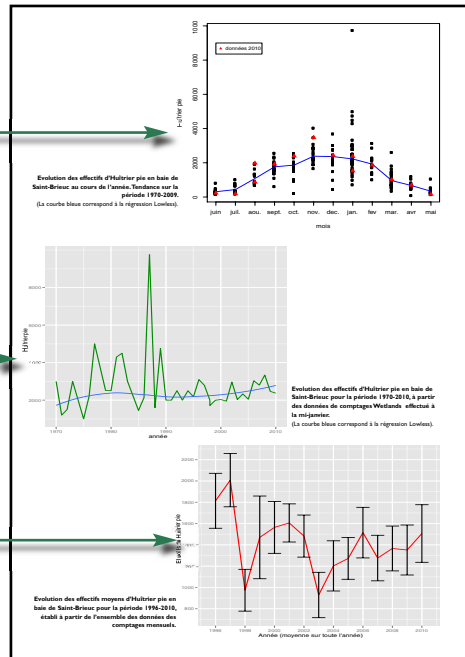 données 2010
juin juil. aou. sept. oct. nov. dec. jan. fev mar. avr mai
mois
Evolution des effectifs d'Huîtrier pie en baie de
Saint-Brieuc au cours de l'année. Tendance sur la
période 1970-2009.
(La courbe bleue correspond à la régression Lowless).
1970 1980 1990 2000 2010
année
Evolution des effectifs d'Huîtrier pie en baie de
Saint-Brieuc pour la période 1970-2010, à partir
des données de comptages Wetlands effectué à
la mi-janvier.
(La courbe bleue correspond à la régression Lowless).
Evolution des effectifs moyens d'Huîtrier pie en
baie de Saint-Brieuc pour la période 1996-2010,
établi à partir de l'ensemble des données des
comptages mensuels.
2000 2002 2004 2006 2008 2010
Année (moyenne sur toute l'année)